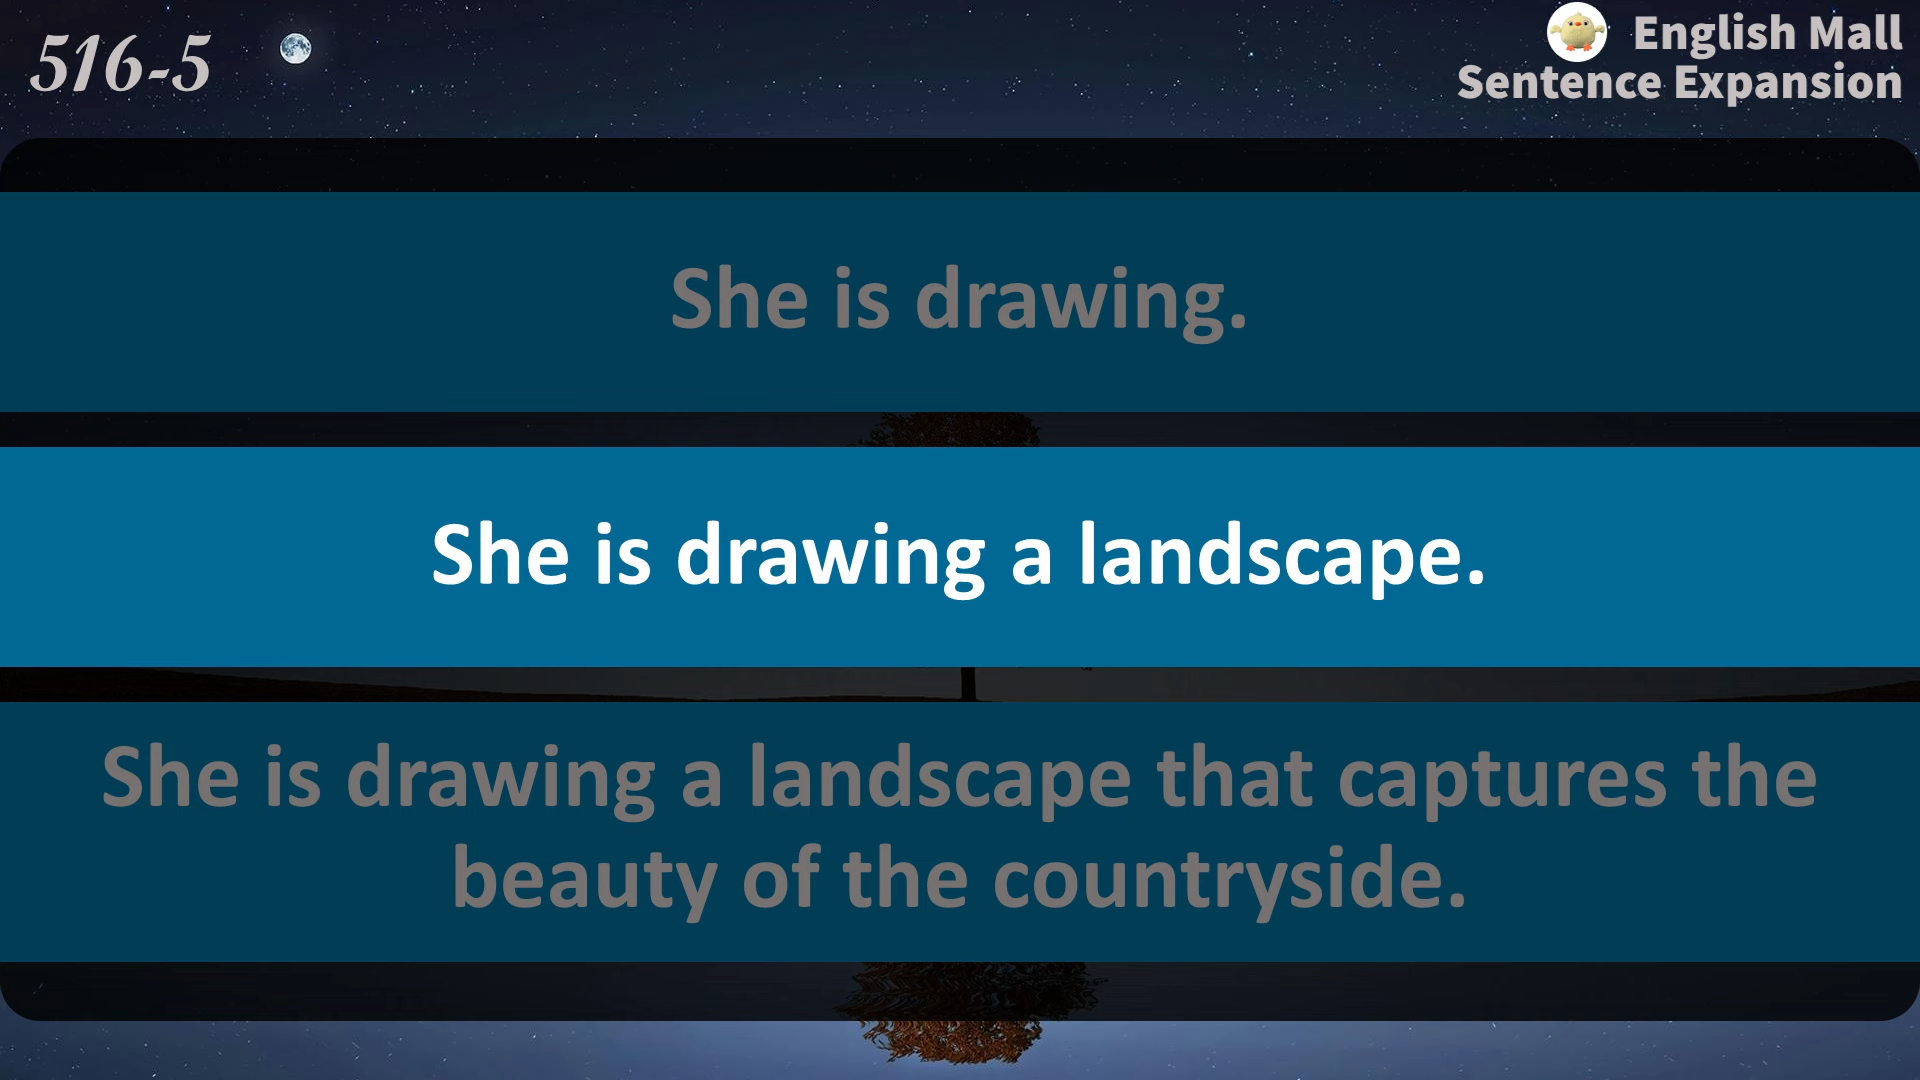 516-5
English Mall
Sentence Expansion
She is drawing.
She is drawing a landscape.
She is drawing a landscape that captures the
beauty of the countryside.